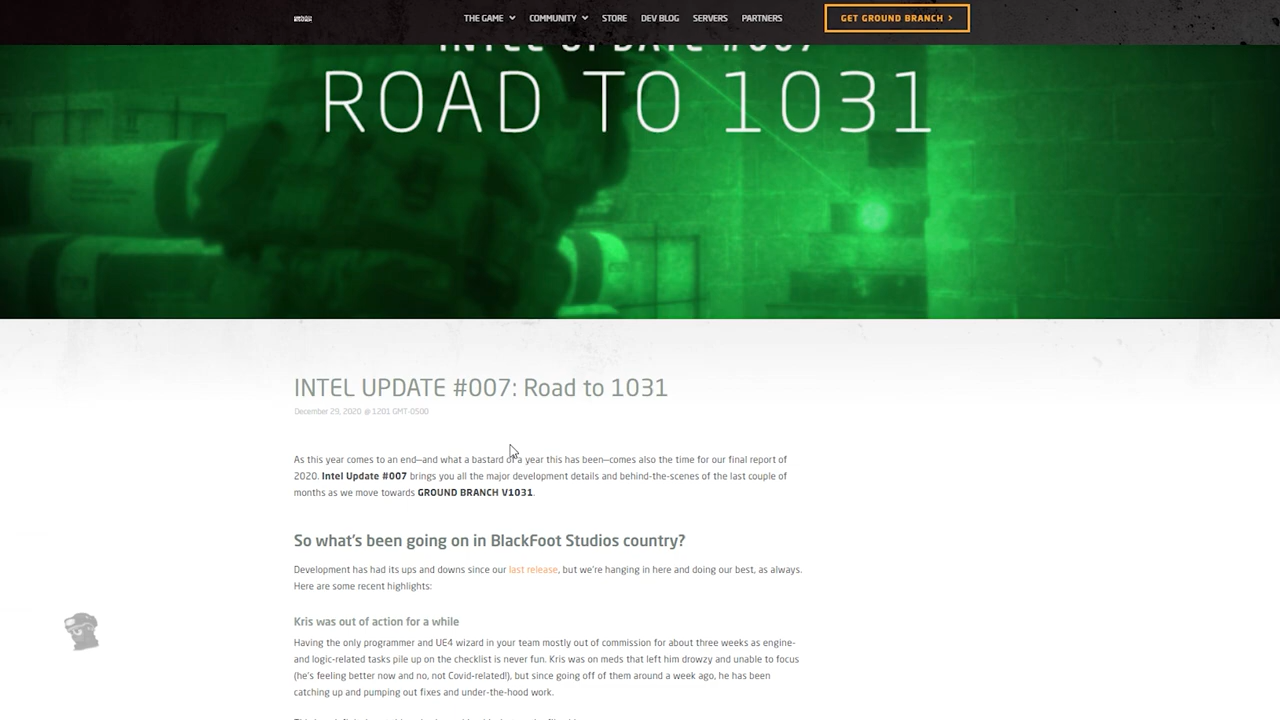 THE GAME COMMUNITY STORE DEV BLOG SERVERS PARTNERS GET GROUND BRANCH >
INTEL UPDATE #007
ROAD TO 1031
INTEL UPDATE #007: Road to 1031
December 29, 2020 @ 1201 GMT-0500
As this year comes to an end—and what a bastard of a year this has been—comes also the time for our final report of
2020. Intel Update #007 brings you all the major development details and behind-the-scenes of the last couple of
months as we move towards GROUND BRANCH V1031.
So what's been going on in BlackFoot Studios country?
Development has had its ups and downs since our last release, but we're hanging in here and doing our best, as always.
Here are some recent highlights:
Kris was out of action for a while
Having the only programmer and UE4 wizard in your team mostly out of commission for about three weeks as engine-
and logic-related tasks pile up on the checklist is never fun. Kris was on meds that left him drowzy and unable to focus
(he's feeling better now and no, not Covid-related!), but since going off of them around a week ago, he has been
catching up and pumping out fixes and under-the-hood work.